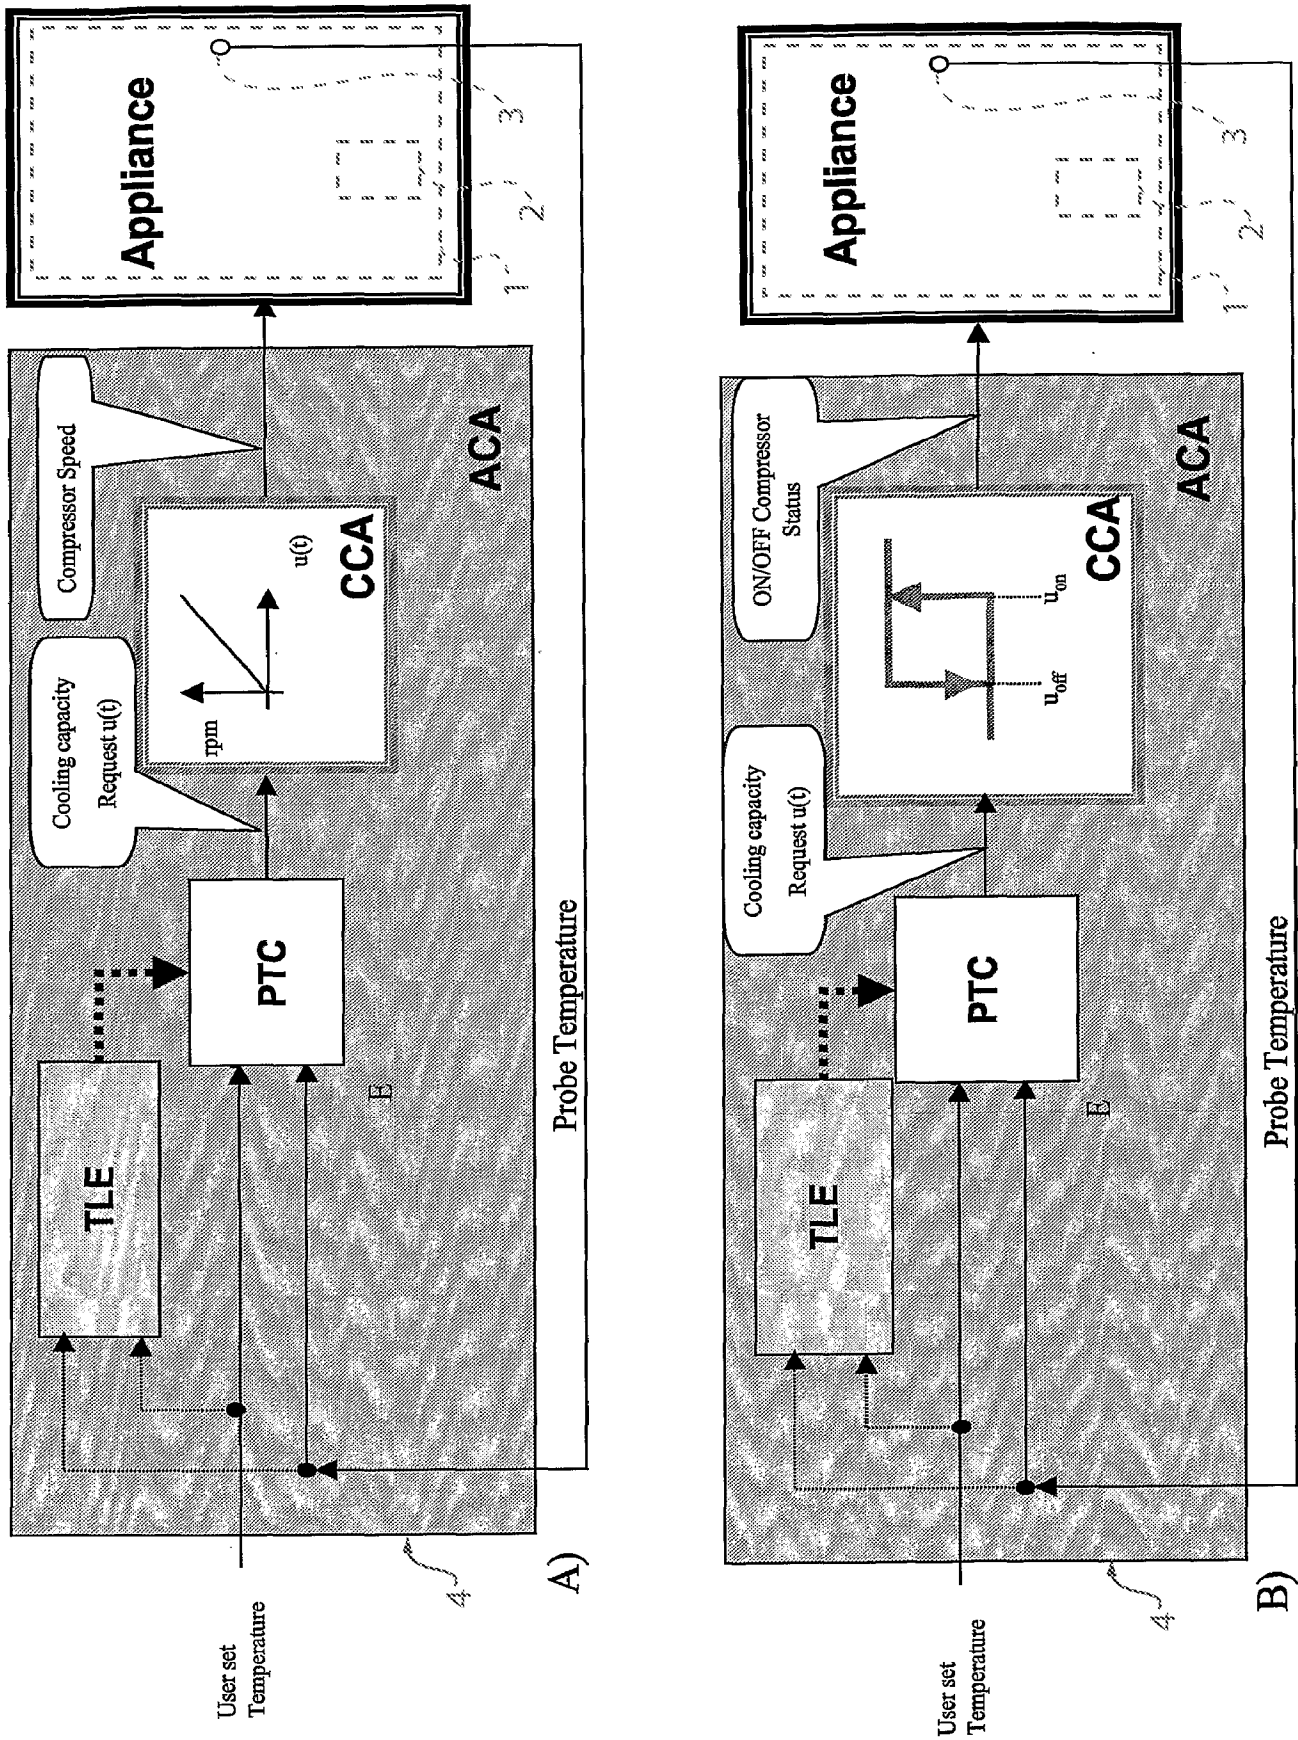 User set
Temperature
4
A)
TLE
PTC
E
Cooling capacity
Request u(t)
rpm
u(t)
CCA
Compressor Speed
ACA
Probe Temperature
Appliance
1
2
3
User set
Temperature
4
B)
TLE
PTC
E
Cooling capacity
Request u(t)
u_off
u_on
CCA
ON/OFF Compressor
Status
ACA
Probe Temperature
Appliance
1
2
3